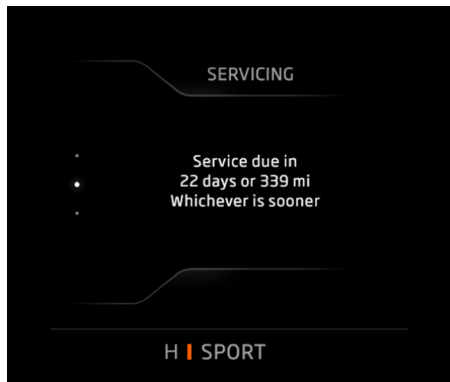 SERVICING
Service due in
22 days or 339 mi
Whichever is sooner
H SPORT